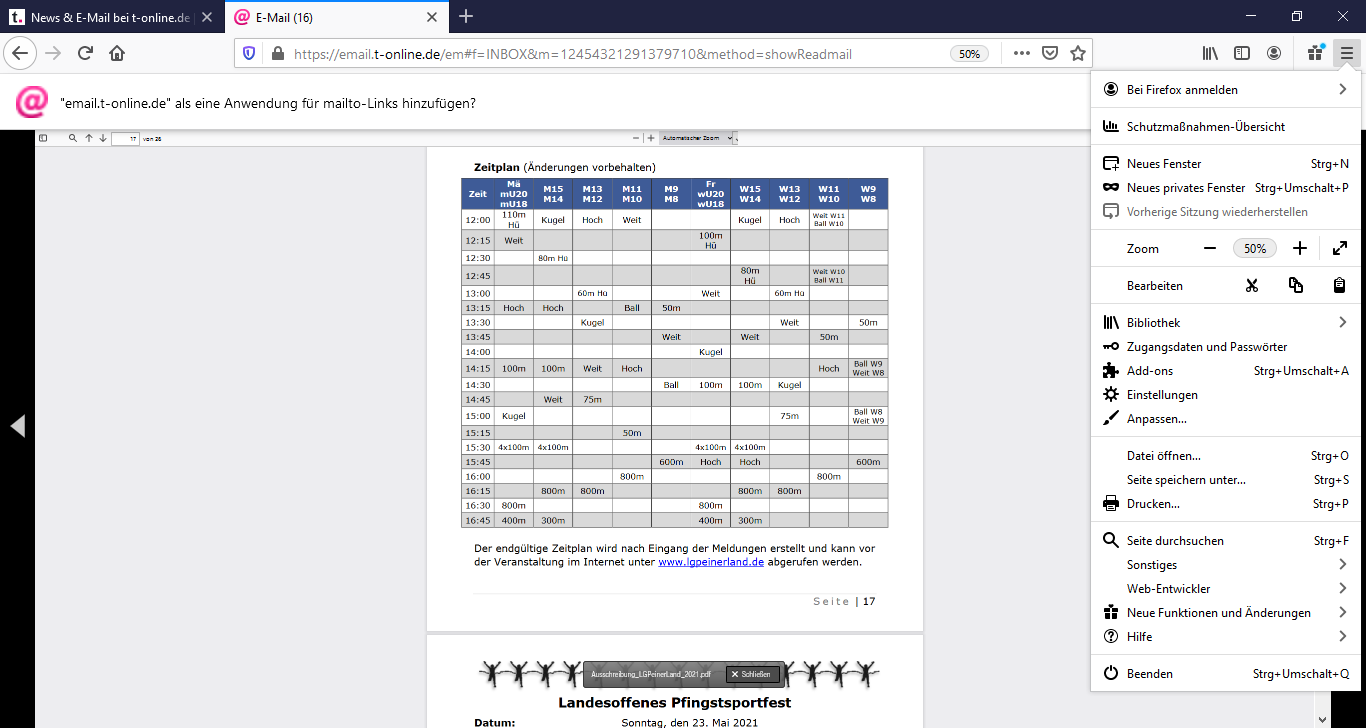 News & E-Mail bei t-online.de
E-Mail (16)
https://email.t-online.de/em#f=INBOX&m=12454321291379710&method=showReadmail
50%
"email.t-online.de" als eine Anwendung für mailto-Links hinzufügen?
17 von 26
Automatischer Zoom
Zeitplan (Änderungen vorbehalten)
Zeit Mä mU20 mU18 M15 M14 M13 M12 M11 M10 M9 M8 Fr wU20 wU18 W15 W14 W13 W12 W11 W10 W9 W8
12:00 110m Hü Kugel Hoch Weit Kugel Hoch Weit W11 Ball W10
12:15 Weit 100m Hü
12:30 80m Hü
12:45 80m Hü Weit W10 Ball W11
13:00 60m Hü Weit 60m Hü
13:15 Hoch Hoch Ball 50m
13:30 Kugel Weit 50m
13:45 Weit Weit 50m
14:00 Kugel
14:15 100m 100m Weit Hoch Hoch Ball W9 Weit W8
14:30 Ball 100m 100m Kugel
14:45 Weit 75m
15:00 Kugel 75m Ball W8 Weit W9
15:15 50m
15:30 4x100m 4x100m 4x100m 4x100m
15:45 600m Hoch Hoch 600m
16:00 800m 800m
16:15 800m 800m 800m 800m
16:30 800m 800m
16:45 400m 300m 400m 300m
Der endgültige Zeitplan wird nach Eingang der Meldungen erstellt und kann vor
der Veranstaltung im Internet unter www.lgpeinerland.de abgerufen werden.
Seite | 17
Ausschreibung_LGPeinerLand_2021.pdf Schließen
Landesoffenes Pfingstsportfest
Datum: Sonntag, den 23. Mai 2021
Bei Firefox anmelden
Schutzmaßnahmen-Übersicht
Neues Fenster Strg+N
Neues privates Fenster Strg+Umschalt+P
Vorherige Sitzung wiederherstellen
Zoom 50%
Bearbeiten
Bibliothek
Zugangsdaten und Passwörter
Add-ons Strg+Umschalt+A
Einstellungen
Anpassen...
Datei öffnen... Strg+O
Seite speichern unter... Strg+S
Drucken... Strg+P
Seite durchsuchen Strg+F
Sonstiges
Web-Entwickler
Neue Funktionen und Änderungen
Hilfe
Beenden Strg+Umschalt+Q